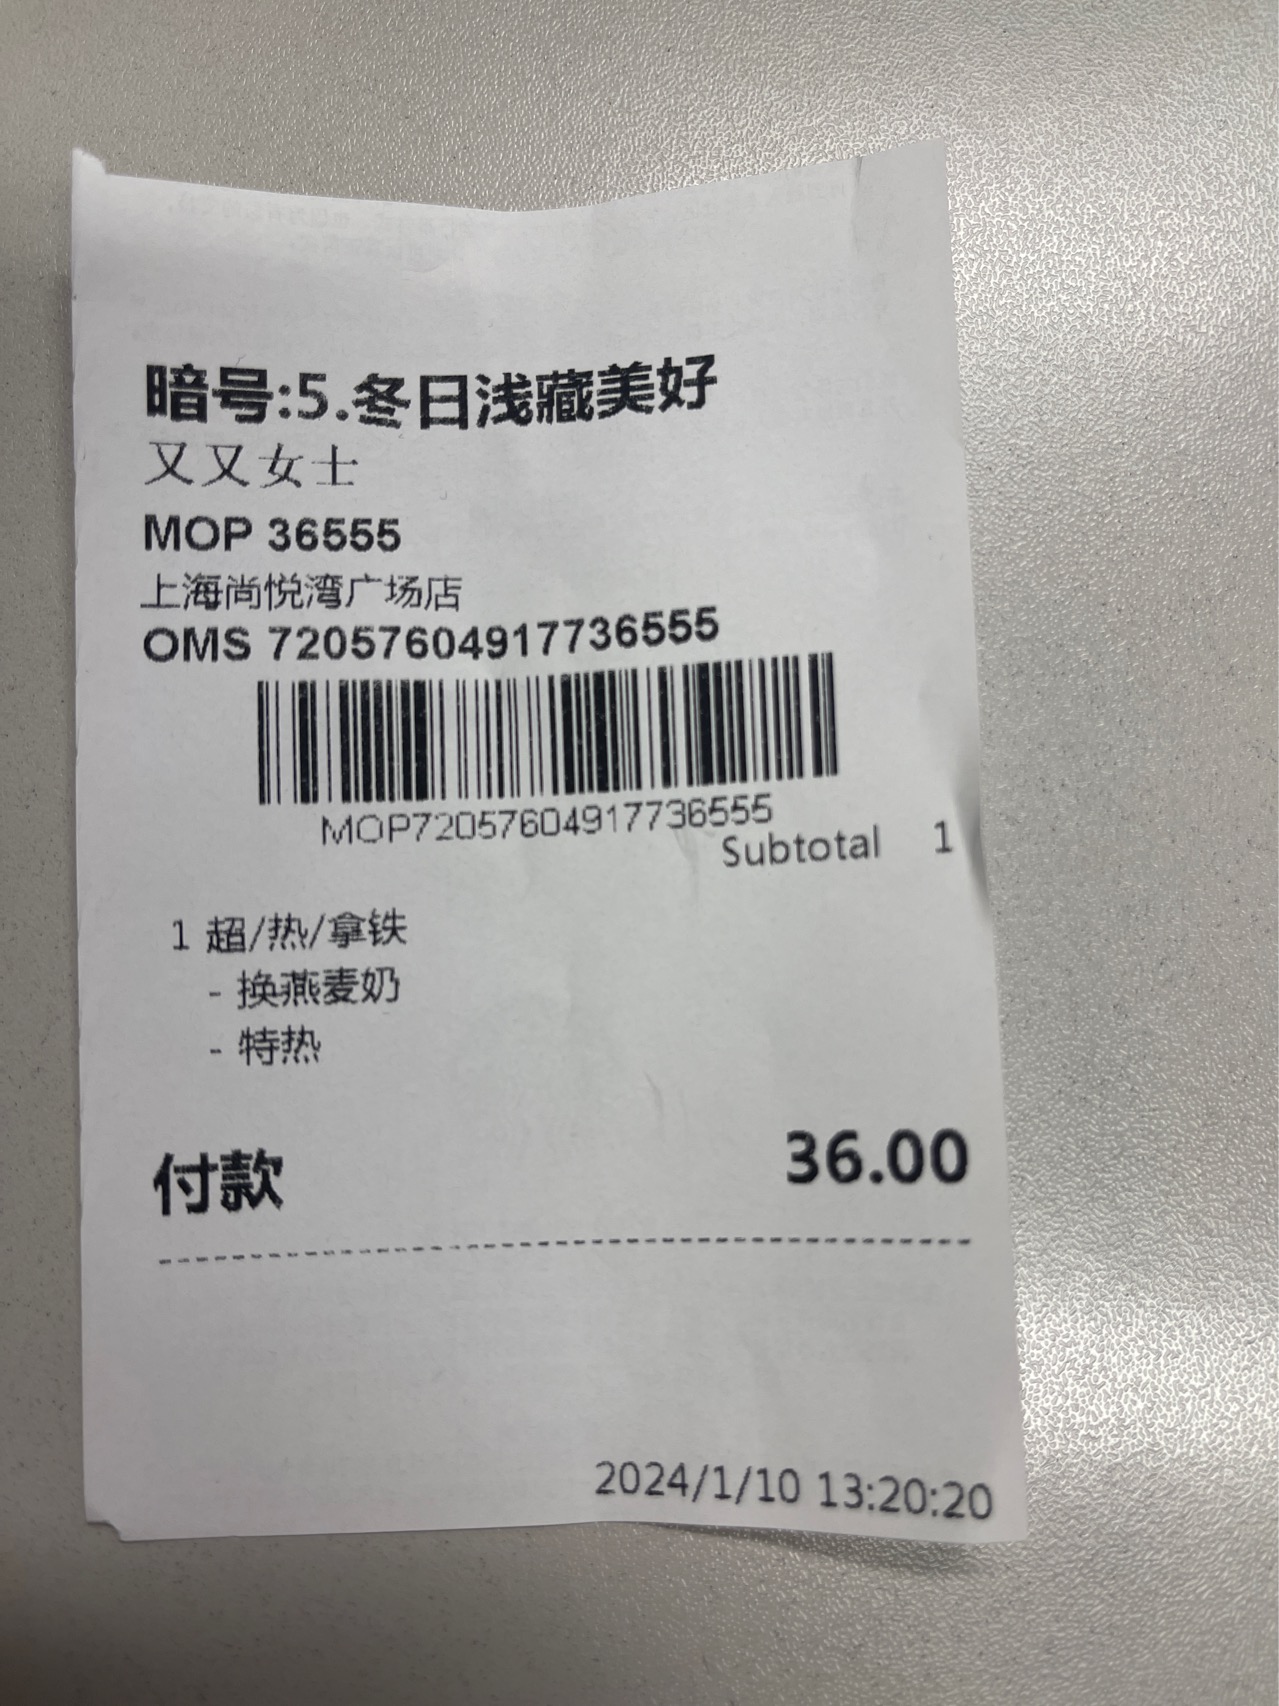 暗号:5.冬日浅藏美好
又又女士
MOP 36555
上海尚悦湾广场店
OMS 72057604917736555
MOP72057604917736555
Subtotal 1
1 超/热/拿铁
- 换燕麦奶
- 特热
付款 36.00
2024/1/10 13:20:20